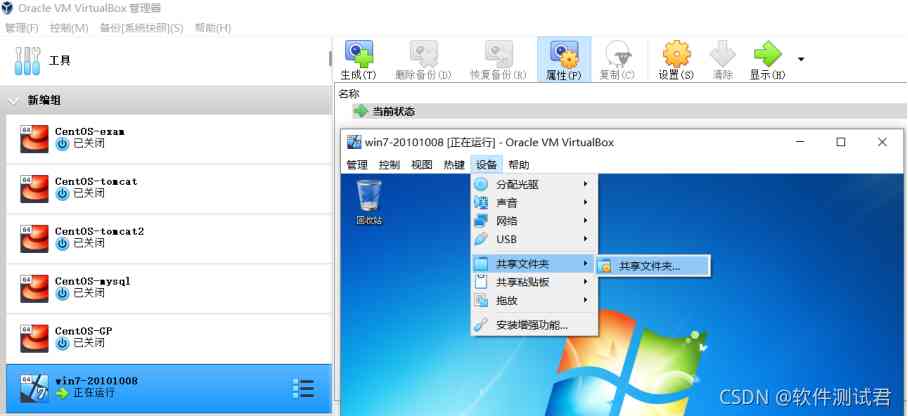 Oracle VM VirtualBox 管理器
管理(F) 控制(M) 备份[系统快照](S) 帮助(H)
工具
生成(T) 删除备份(D) 恢复备份(R) 属性(P) 复制(C) 设置(S) 清除 显示(H)
名称
新编组
当前状态
64
CentOS-exam
已关闭
win7-20101008 [正在运行] - Oracle VM VirtualBox
管理 控制 视图 热键 设备 帮助
64
CentOS-tomcat
已关闭
分配光驱
声音
网络
USB
回收站
64
CentOS-tomcat2
已关闭
共享文件夹
共享文件夹...
共享粘贴板
拖放
安装增强功能...
64
CentOS-mysql
已关闭
64
CentOS-GP
已关闭
64
7
win7-20101008
正在运行
CSDN @软件测试君